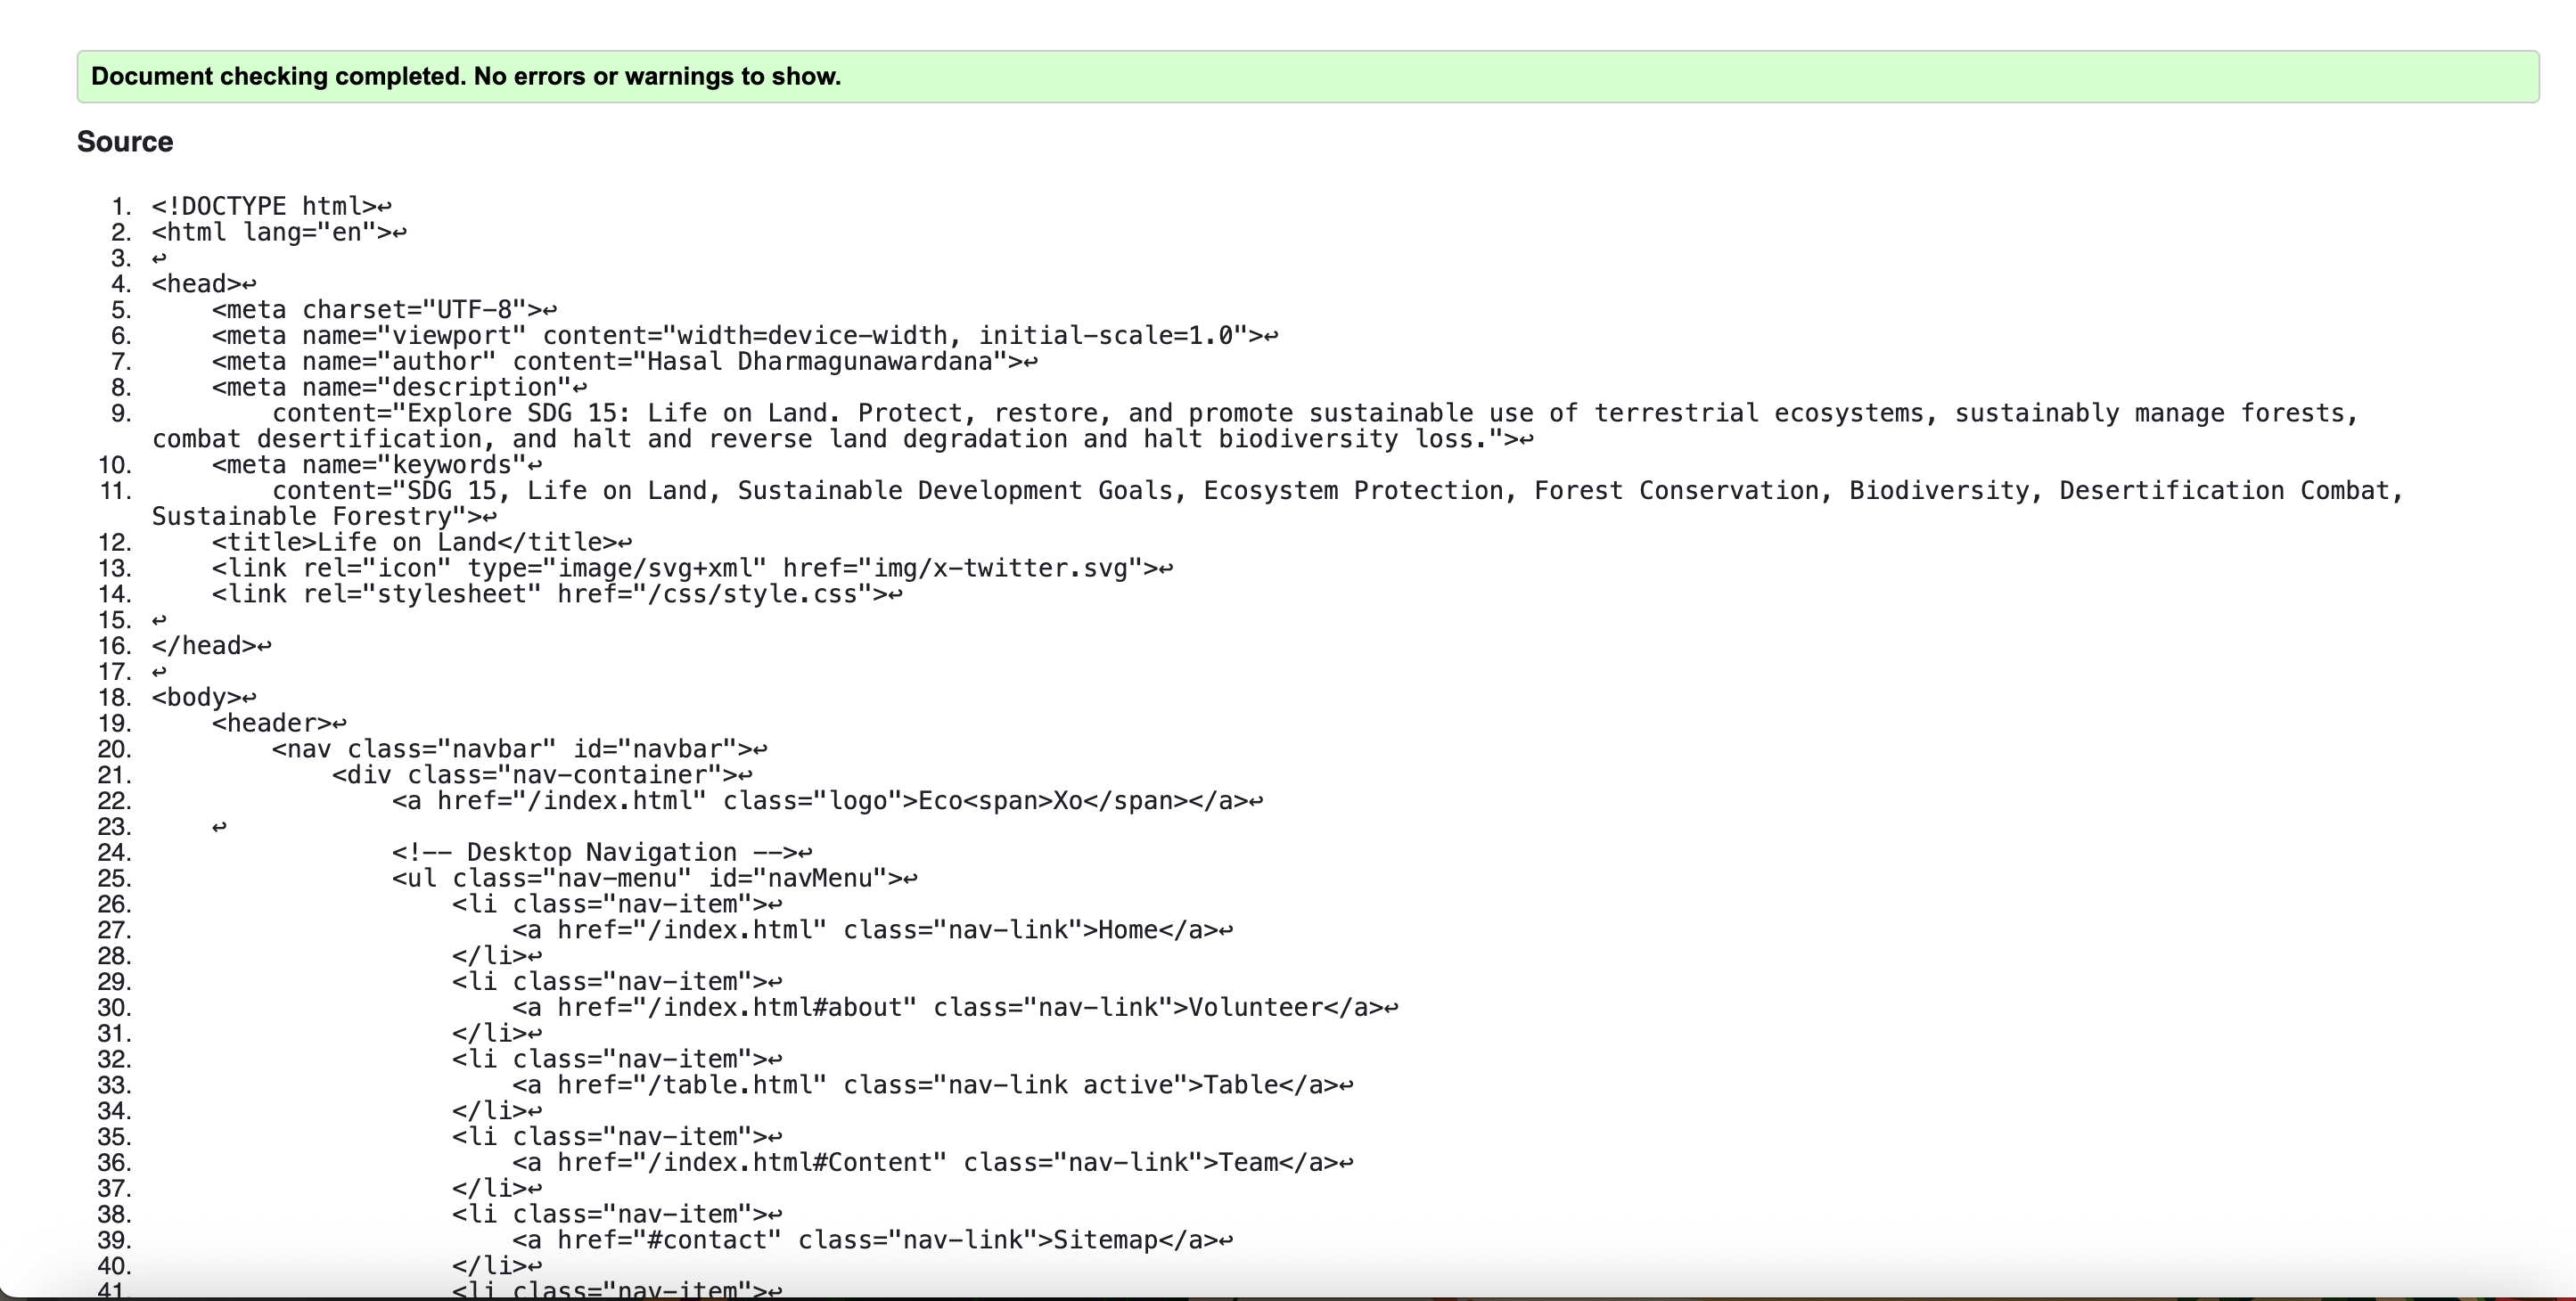 Document checking completed. No errors or warnings to show.
Source
1. <!DOCTYPE html>↩
2. <html lang="en">↩
3. ↩
4. <head>↩
5.     <meta charset="UTF-8">↩
6.     <meta name="viewport" content="width=device-width, initial-scale=1.0">↩
7.     <meta name="author" content="Hasal Dharmagunawardana">↩
8.     <meta name="description"↩
9.         content="Explore SDG 15: Life on Land. Protect, restore, and promote sustainable use of terrestrial ecosystems, sustainably manage forests,
combat desertification, and halt and reverse land degradation and halt biodiversity loss.">↩
10.     <meta name="keywords"↩
11.         content="SDG 15, Life on Land, Sustainable Development Goals, Ecosystem Protection, Forest Conservation, Biodiversity, Desertification Combat,
Sustainable Forestry">↩
12.     <title>Life on Land</title>↩
13.     <link rel="icon" type="image/svg+xml" href="img/x-twitter.svg">↩
14.     <link rel="stylesheet" href="/css/style.css">↩
15. ↩
16. </head>↩
17. ↩
18. <body>↩
19.     <header>↩
20.         <nav class="navbar" id="navbar">↩
21.             <div class="nav-container">↩
22.                 <a href="/index.html" class="logo">Eco<span>Xo</span></a>↩
23.     ↩
24.                 <!-- Desktop Navigation -->↩
25.                 <ul class="nav-menu" id="navMenu">↩
26.                     <li class="nav-item">↩
27.                         <a href="/index.html" class="nav-link">Home</a>↩
28.                     </li>↩
29.                     <li class="nav-item">↩
30.                         <a href="/index.html#about" class="nav-link">Volunteer</a>↩
31.                     </li>↩
32.                     <li class="nav-item">↩
33.                         <a href="/table.html" class="nav-link active">Table</a>↩
34.                     </li>↩
35.                     <li class="nav-item">↩
36.                         <a href="/index.html#Content" class="nav-link">Team</a>↩
37.                     </li>↩
38.                     <li class="nav-item">↩
39.                         <a href="#contact" class="nav-link">Sitemap</a>↩
40.                     </li>↩
41.                     <li class="nav-item">↩